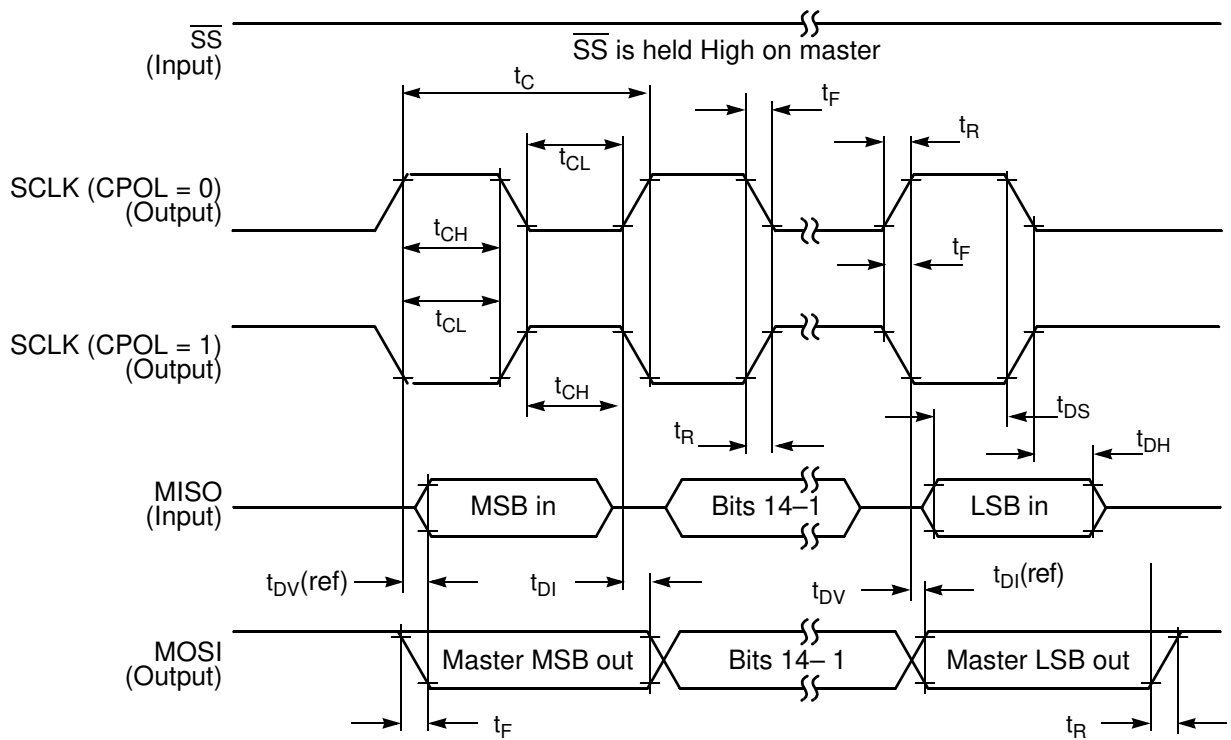 SS
(Input)
SS is held High on master
tC
tF
tR
tCL
SCLK (CPOL = 0)
(Output)
tCH
tF
tCL
SCLK (CPOL = 1)
(Output)
tCH
tDS
tR
tDH
MISO
(Input)
MSB in
Bits 14–1
LSB in
tDV(ref)
tDI
tDV
tDI(ref)
MOSI
(Output)
Master MSB out
Bits 14– 1
Master LSB out
tF
tR